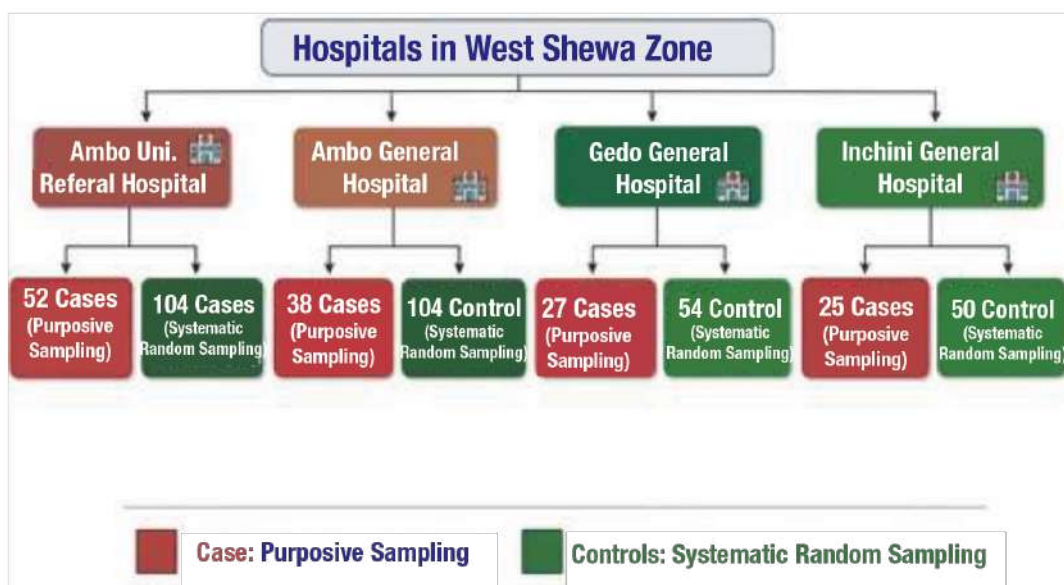 Hospitals in West Shewa Zone
Ambo Uni.
Referal Hospital
Ambo General
Hospital
Gedo General
Hospital
Inchini General
Hospital
52 Cases
(Purposive
Sampling)
104 Cases
(Systematic
Random Sampling)
38 Cases
(Purposive
Sampling)
104 Control
(Systematic
Random Sampling)
27 Cases
(Purposive
Sampling)
54 Control
(Systematic
Random Sampling)
25 Cases
(Purposive
Sampling)
50 Control
(Systematic
Random Sampling)
Case: Purposive Sampling
Controls: Systematic Random Sampling